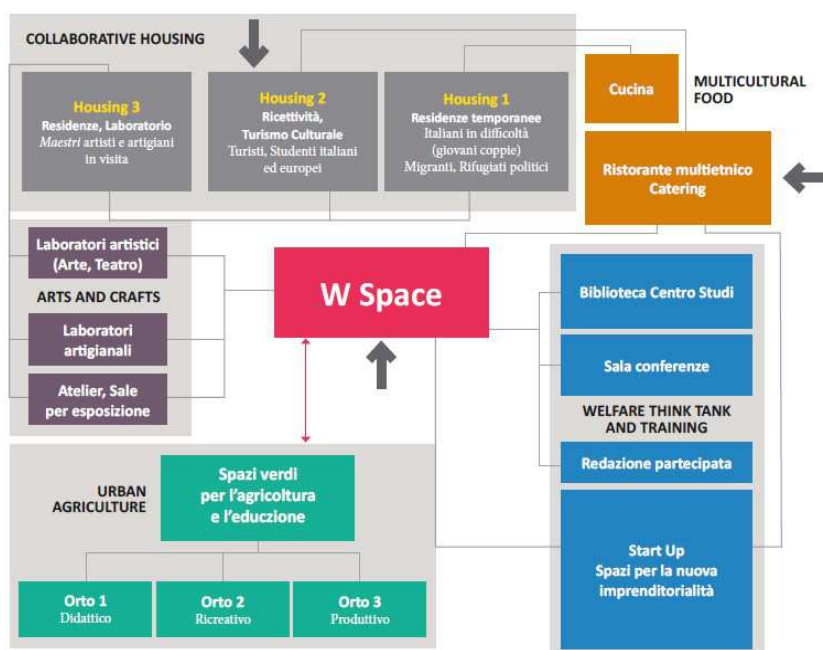 COLLABORATIVE HOUSING
Housing 3
Residenze, Laboratorio
Maestri artisti e artigiani
in visita
Housing 2
Ricettività,
Turismo Culturale
Turisti, Studenti italiani
ed europei
Housing 1
Residenze temporanee
Italiani in difficoltà
(giovani coppie)
Migranti, Rifugiati politici
Cucina
MULTICULTURAL
FOOD
Ristorante multietnico
Catering
Laboratori artistici
(Arte, Teatro)
ARTS AND CRAFTS
Laboratori
artigianali
Atelier, Sale
per esposizione
W Space
Biblioteca Centro Studi
Sala conferenze
WELFARE THINK TANK
AND TRAINING
Redazione partecipata
Start Up
Spazi per la nuova
imprenditorialità
URBAN
AGRICULTURE
Spazi verdi
per l'agricoltura
e l'educzione
Orto 1
Didattico
Orto 2
Ricreativo
Orto 3
Produttivo